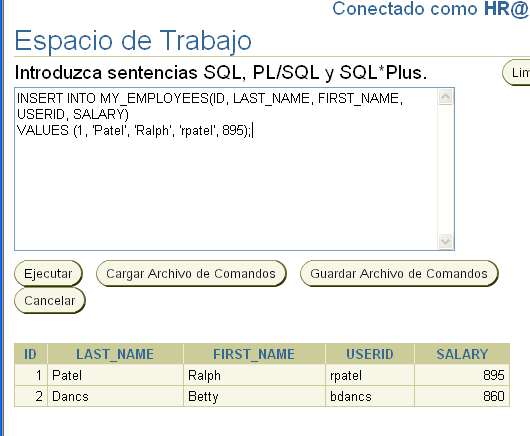 Conectado como HR@
Espacio de Trabajo
Introduzca sentencias SQL, PL/SQL y SQL*Plus.
Lim
INSERT INTO MY_EMPLOYEES(ID, LAST_NAME, FIRST_NAME,
USERID, SALARY)
VALUES (1, 'Patel', 'Ralph', 'rpatel', 895);
Ejecutar Cargar Archivo de Comandos Guardar Archivo de Comandos
Cancelar
ID LAST_NAME FIRST_NAME USERID SALARY
1 Patel Ralph rpatel 895
2 Dancs Betty bdancs 860